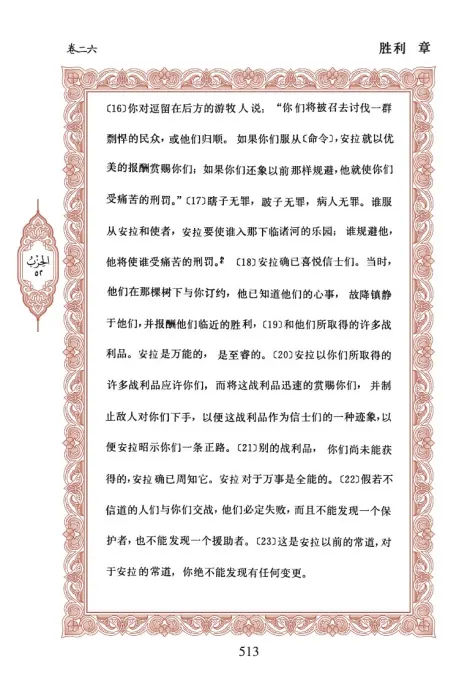 卷二六
胜利 章
〔16〕你对逗留在后方的游牧人说：“你们将被召去讨伐一群
剽悍的民众，或他们归顺。如果你们服从〔命令〕，安拉就以优
美的报酬赏赐你们；如果你们还象以前那样规避，他就使你们
受痛苦的刑罚。”〔17〕瞎子无罪，跛子无罪，病人无罪。谁服
从安拉和使者，安拉要使谁入那下临诸河的乐园；谁规避他，
他将使谁受痛苦的刑罚。〔18〕安拉确已喜悦信士们。当时，
他们在那棵树下与你订约，他已知道他们的心事，故降镇静
于他们，并报酬他们临近的胜利，〔19〕和他们所取得的许多战
利品。安拉是万能的，是至睿的。〔20〕安拉以你们所取得的
许多战利品应许你们，而将这战利品迅速的赏赐你们，并制
止敌人对你们下手，以便这战利品作为信士们的一种迹象，以
便安拉昭示你们一条正路。〔21〕别的战利品，你们尚未能获
得的，安拉确已周知它。安拉对于万事是全能的。〔22〕假若不
信道的人们与你们交战，他们必定失败，而且不能发现一个保
护者，也不能发现一个援助者。〔23〕这是安拉以前的常道，对
于安拉的常道，你绝不能发现有任何变更。
الحزب
٥٢
513